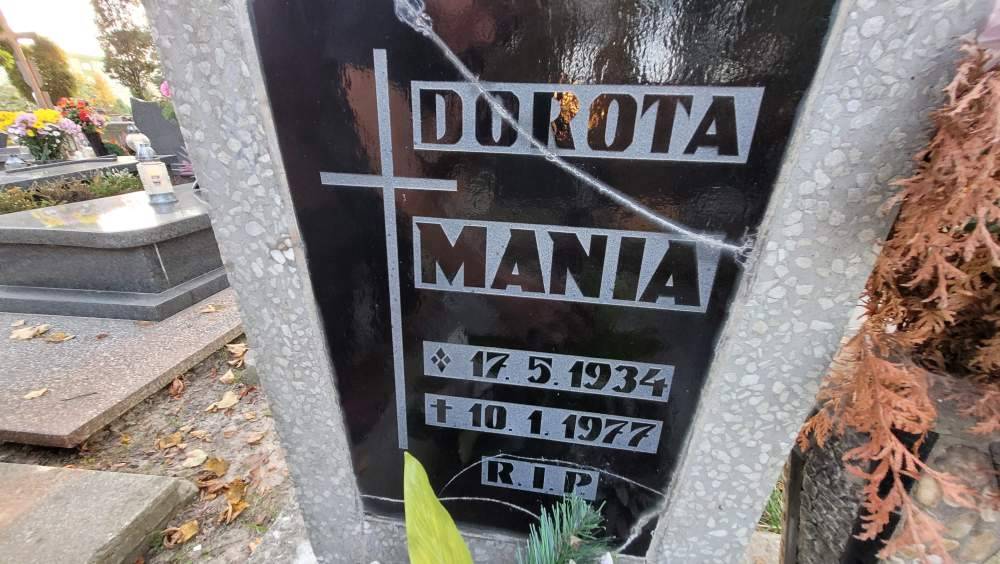 DOROTA
MANIA
❖ 17. 5. 1934
✝ 10. 1. 1977
R.I.P.